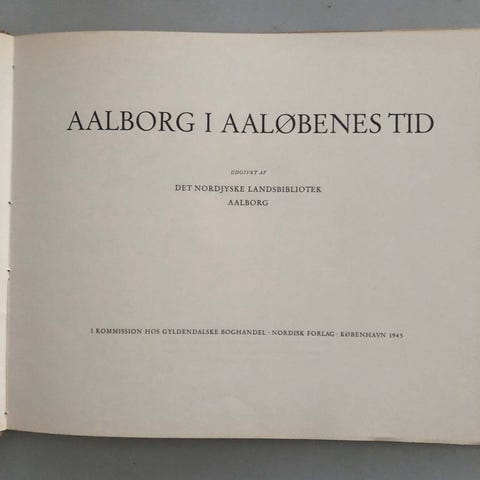 AALBORG I AALØBENES TID
UDGIVET AF
DET NORDJYSKE LANDSBIBLIOTEK
AALBORG
I KOMMISSION HOS GYLDENDALSKE BOGHANDEL · NORDISK FORLAG · KØBENHAVN 1945